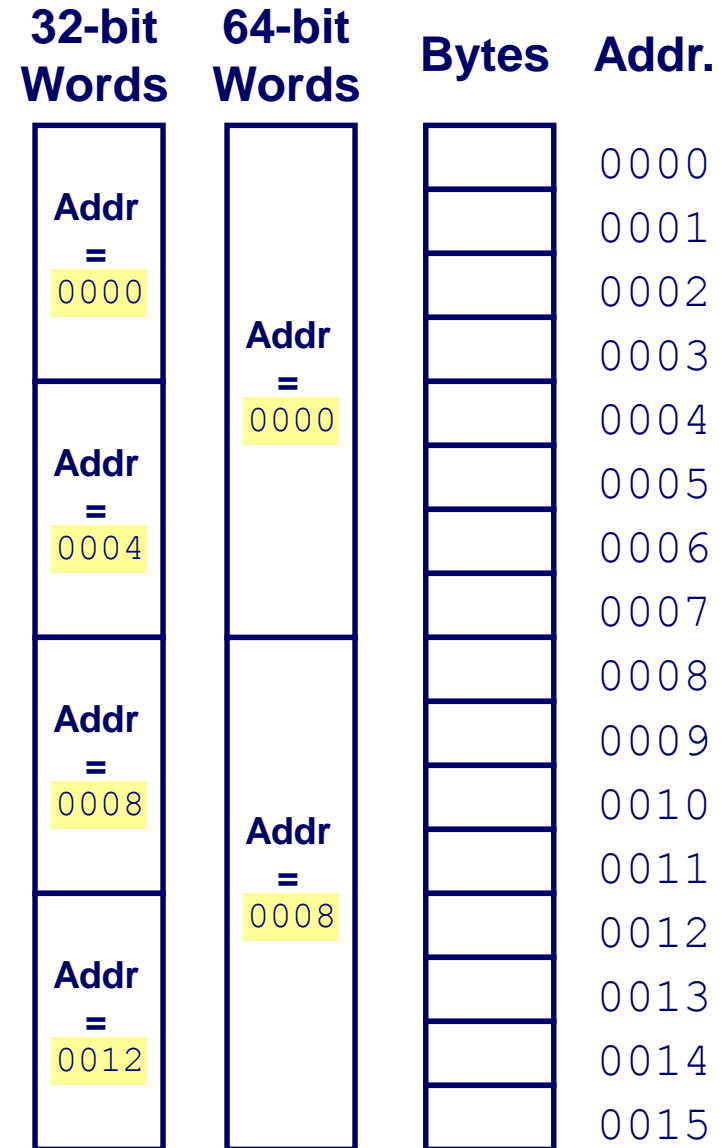 32-bit Words
64-bit Words
Bytes
Addr.
Addr
=
0000
Addr
=
0004
Addr
=
0008
Addr
=
0012
Addr
=
0000
Addr
=
0008
0000
0001
0002
0003
0004
0005
0006
0007
0008
0009
0010
0011
0012
0013
0014
0015